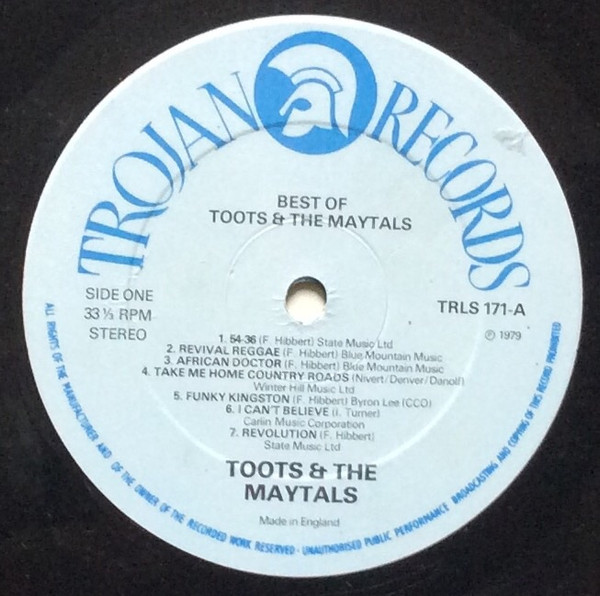 TROJAN RECORDS
BEST OF
TOOTS & THE MAYTALS
SIDE ONE
33 ⅓ RPM
STEREO
TRLS 171-A
℗ 1979
1. 54-36 (F. Hibbert) State Music Ltd
2. REVIVAL REGGAE (F. Hibbert) Blue Mountain Music
3. AFRICAN DOCTOR (F. Hibbert) Blue Mountain Music
4. TAKE ME HOME COUNTRY ROADS (Nivert/Denver/Danolf)
Winter Hill Music Ltd
5. FUNKY KINGSTON (F. Hibbert) Byron Lee (CCO)
6. I CAN'T BELIEVE (I. Turner)
Carlin Music Corporation
7. REVOLUTION (F. Hibbert)
State Music Ltd
TOOTS & THE
MAYTALS
Made in England
ALL RIGHTS OF THE MANUFACTURER AND OF THE OWNER OF THE RECORDED WORK RESERVED · UNAUTHORISED PUBLIC PERFORMANCE BROADCASTING AND COPYING OF THIS RECORD PROHIBITED